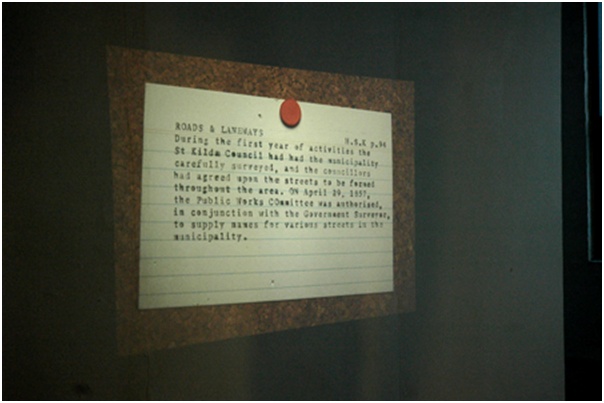 ROADS & LANEWAYS
H.S.K p.94
During the first year of activities the
St Kilda Council had had the municipality
carefully surveyed, and the councillors
had agreed upon the streets to be formed
throughout the area. ON April 29, 1857,
the Public Works COmmittee was authorised,
in conjunction with the Government Surveyor,
to supply names for various streets in the
municipality.